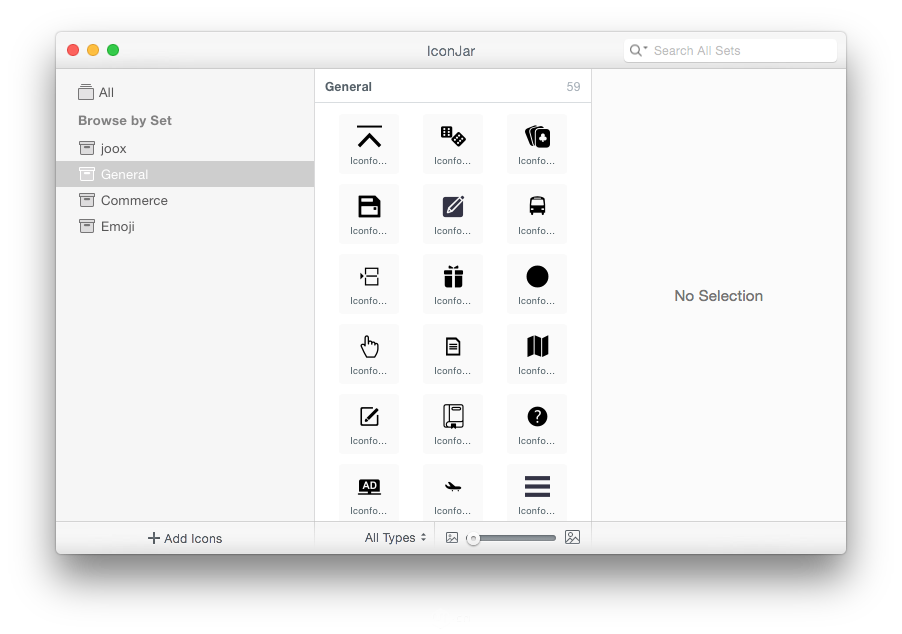 IconJar
Search All Sets
All
Browse by Set
joox
General
Commerce
Emoji
Add Icons
General 59
Iconfo... Iconfo... Iconfo...
Iconfo... Iconfo... Iconfo...
Iconfo... Iconfo... Iconfo...
Iconfo... Iconfo... Iconfo...
?
Iconfo... Iconfo... Iconfo...
AD
Iconfo... Iconfo... Iconfo...
All Types
No Selection